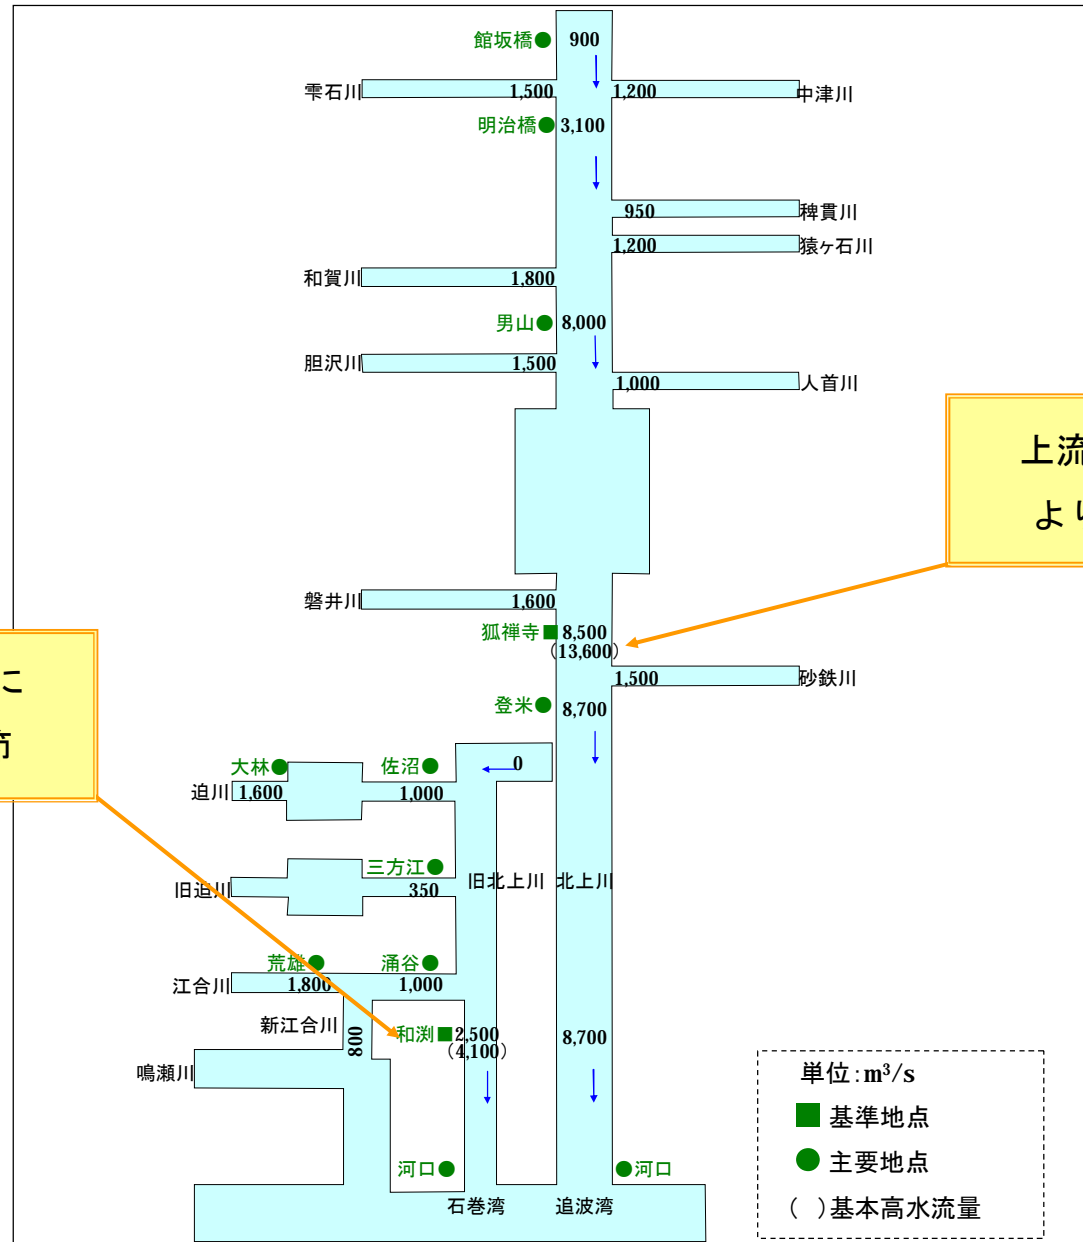 館坂橋● 900
雫石川 1,500 1,200 中津川
明治橋● 3,100
950 稗貫川
1,200 猿ヶ石川
和賀川 1,800
男山● 8,000
胆沢川 1,500
1,000 人首川
上流
より
磐井川 1,600
狐禅寺■ 8,500
(13,600)
1,500 砂鉄川
に
節
登米● 8,700
0
大林● 佐沼●
迫川 1,600 1,000
三方江●
旧迫川 350 旧北上川 北上川
荒雄● 涌谷●
江合川 1,800 1,000
新江合川 800 和渕■2,500 8,700
(4,100)
鳴瀬川
単位:m³/s
■ 基準地点
● 主要地点
( )基本高水流量
河口● ●河口
石巻湾 追波湾